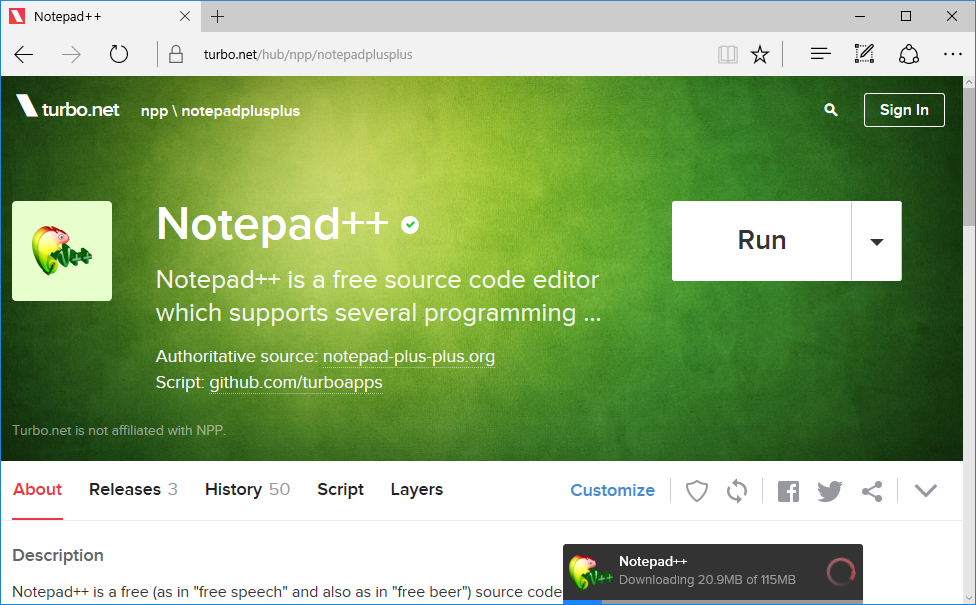 Notepad++
turbo.net/hub/npp/notepadplusplus
turbo.net npp \ notepadplusplus Sign In
Notepad++
Run
Notepad++ is a free source code editor
which supports several programming ...
Authoritative source: notepad-plus-plus.org
Script: github.com/turboapps
Turbo.net is not affiliated with NPP.
About Releases 3 History 50 Script Layers Customize
Description
Notepad++
Downloading 20.9MB of 115MB
Notepad++ is a free (as in "free speech" and also as in "free beer") source code